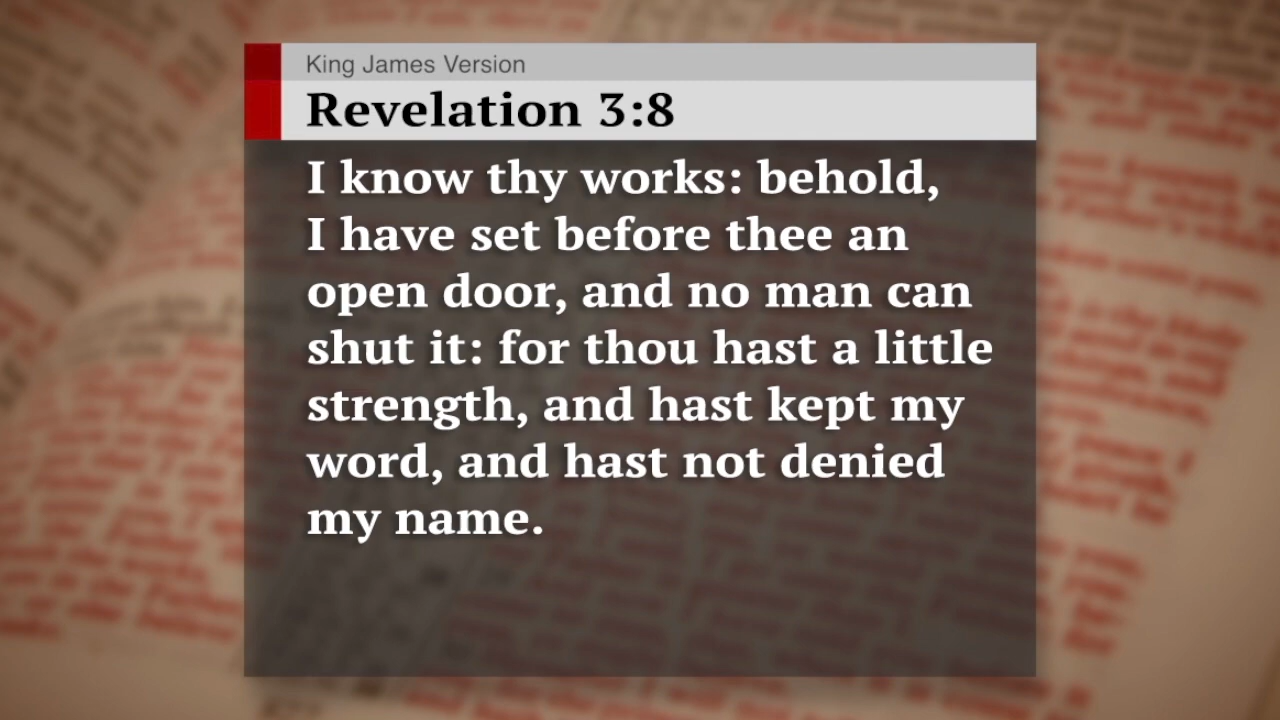 King James Version
Revelation 3:8
I know thy works: behold,
I have set before thee an
open door, and no man can
shut it: for thou hast a little
strength, and hast kept my
word, and hast not denied
my name.